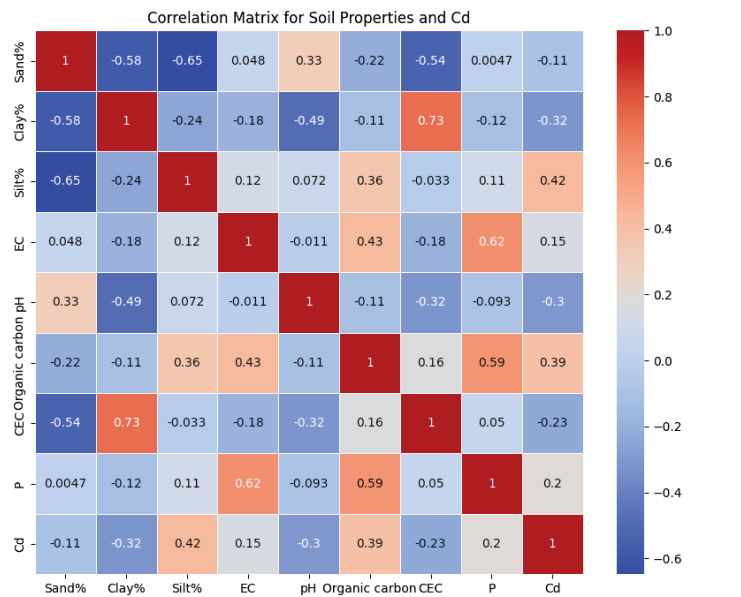 Correlation Matrix for Soil Properties and Cd
Sand% 1 -0.58 -0.65 0.048 0.33 -0.22 -0.54 0.0047 -0.11
Clay% -0.58 1 -0.24 -0.18 -0.49 -0.11 0.73 -0.12 -0.32
Silt% -0.65 -0.24 1 0.12 0.072 0.36 -0.033 0.11 0.42
EC 0.048 -0.18 0.12 1 -0.011 0.43 -0.18 0.62 0.15
pH 0.33 -0.49 0.072 -0.011 1 -0.11 -0.32 -0.093 -0.3
Organic carbon -0.22 -0.11 0.36 0.43 -0.11 1 0.16 0.59 0.39
CEC -0.54 0.73 -0.033 -0.18 -0.32 0.16 1 0.05 -0.23
P 0.0047 -0.12 0.11 0.62 -0.093 0.59 0.05 1 0.2
Cd -0.11 -0.32 0.42 0.15 -0.3 0.39 -0.23 0.2 1
Sand% Clay% Silt% EC pH Organic carbon CEC P Cd
1.0
0.8
0.6
0.4
0.2
0.0
−0.2
−0.4
−0.6